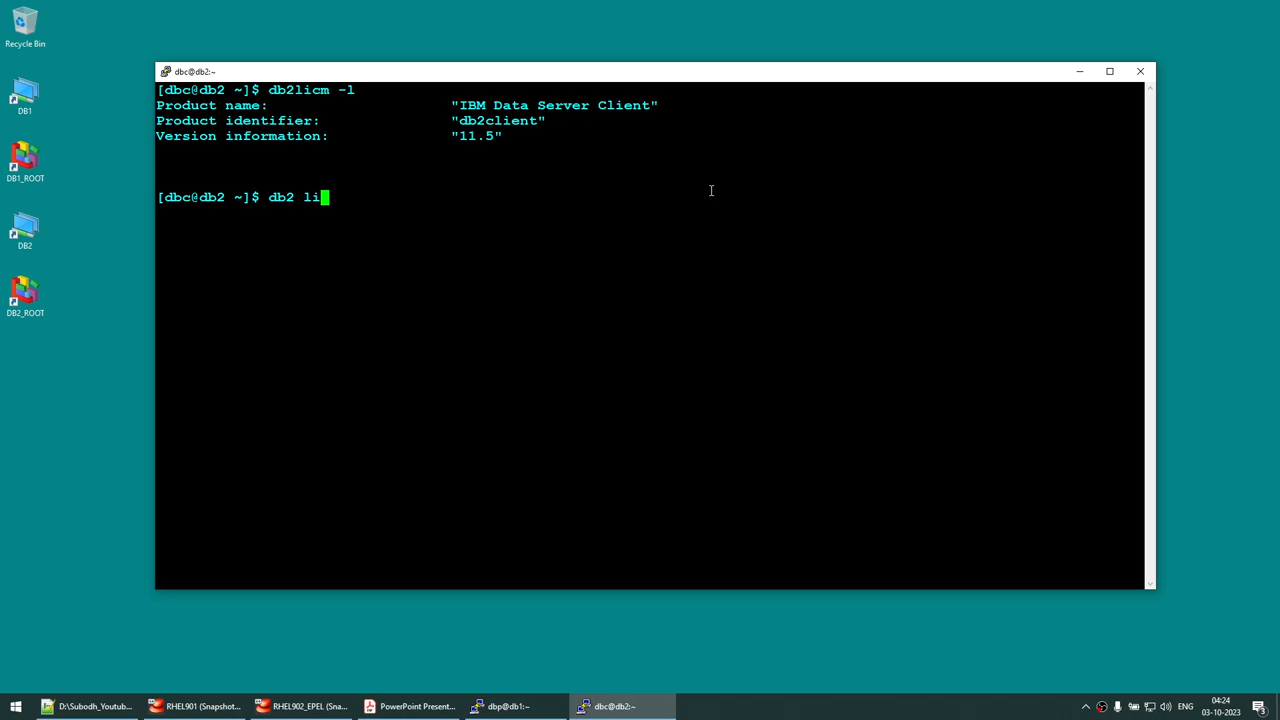 Recycle Bin
DB1
DB1_ROOT
DB2
DB2_ROOT
dbc@db2:~
[dbc@db2 ~]$ db2licm -l
Product name: "IBM Data Server Client"
Product identifier: "db2client"
Version information: "11.5"
[dbc@db2 ~]$ db2 li
D:\Subodh_Youtub...
RHEL901 (Snapshot...
RHEL902_EPEL (Sna...
PowerPoint Present...
dbp@db1:~
dbc@db2:~
ENG
04:24
03-10-2023
3